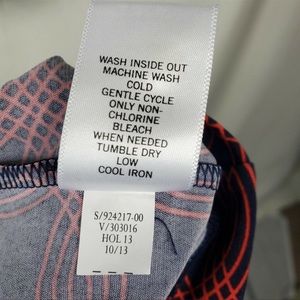 WASH INSIDE OUT
MACHINE WASH
COLD
GENTLE CYCLE
ONLY NON-
CHLORINE
BLEACH
WHEN NEEDED
TUMBLE DRY
LOW
COOL IRON
S/924217-00
V/303016
HOL 13
10/13